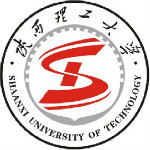 陕西理工大学
SHAANXI UNIVERSITY OF TECHNOLOGY